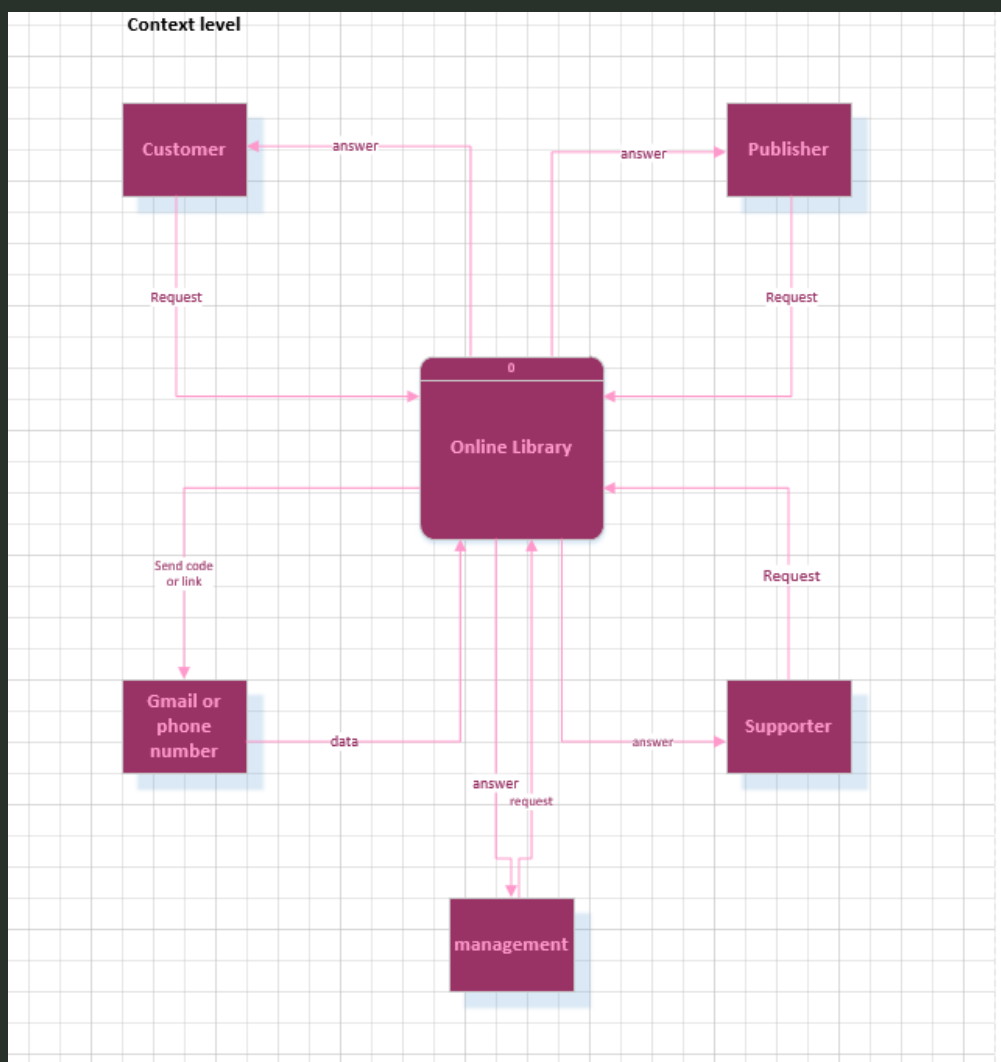 Context level
Customer
answer
answer
Publisher
Request
Request
0
Online Library
Send code
or link
Request
Gmail or
phone
number
data
answer
Supporter
answer
request
management